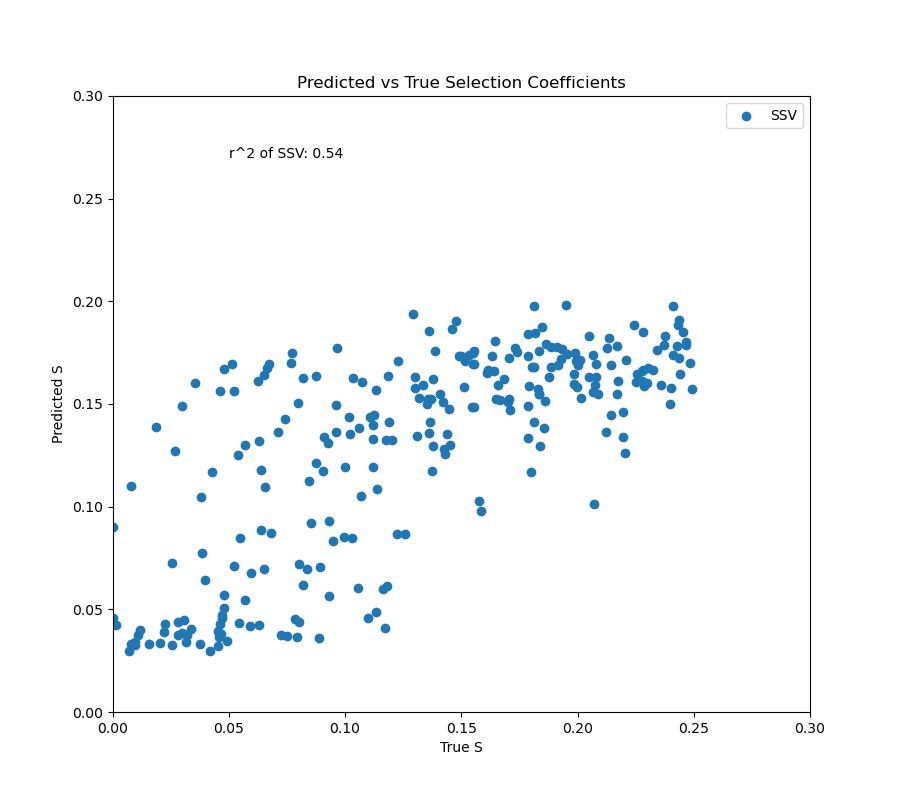 Predicted vs True Selection Coefficients
0.30
SSV
r^2 of SSV: 0.54
0.25
0.20
0.15
Predicted S
0.10
0.05
0.00
0.00 0.05 0.10 0.15 0.20 0.25 0.30
True S